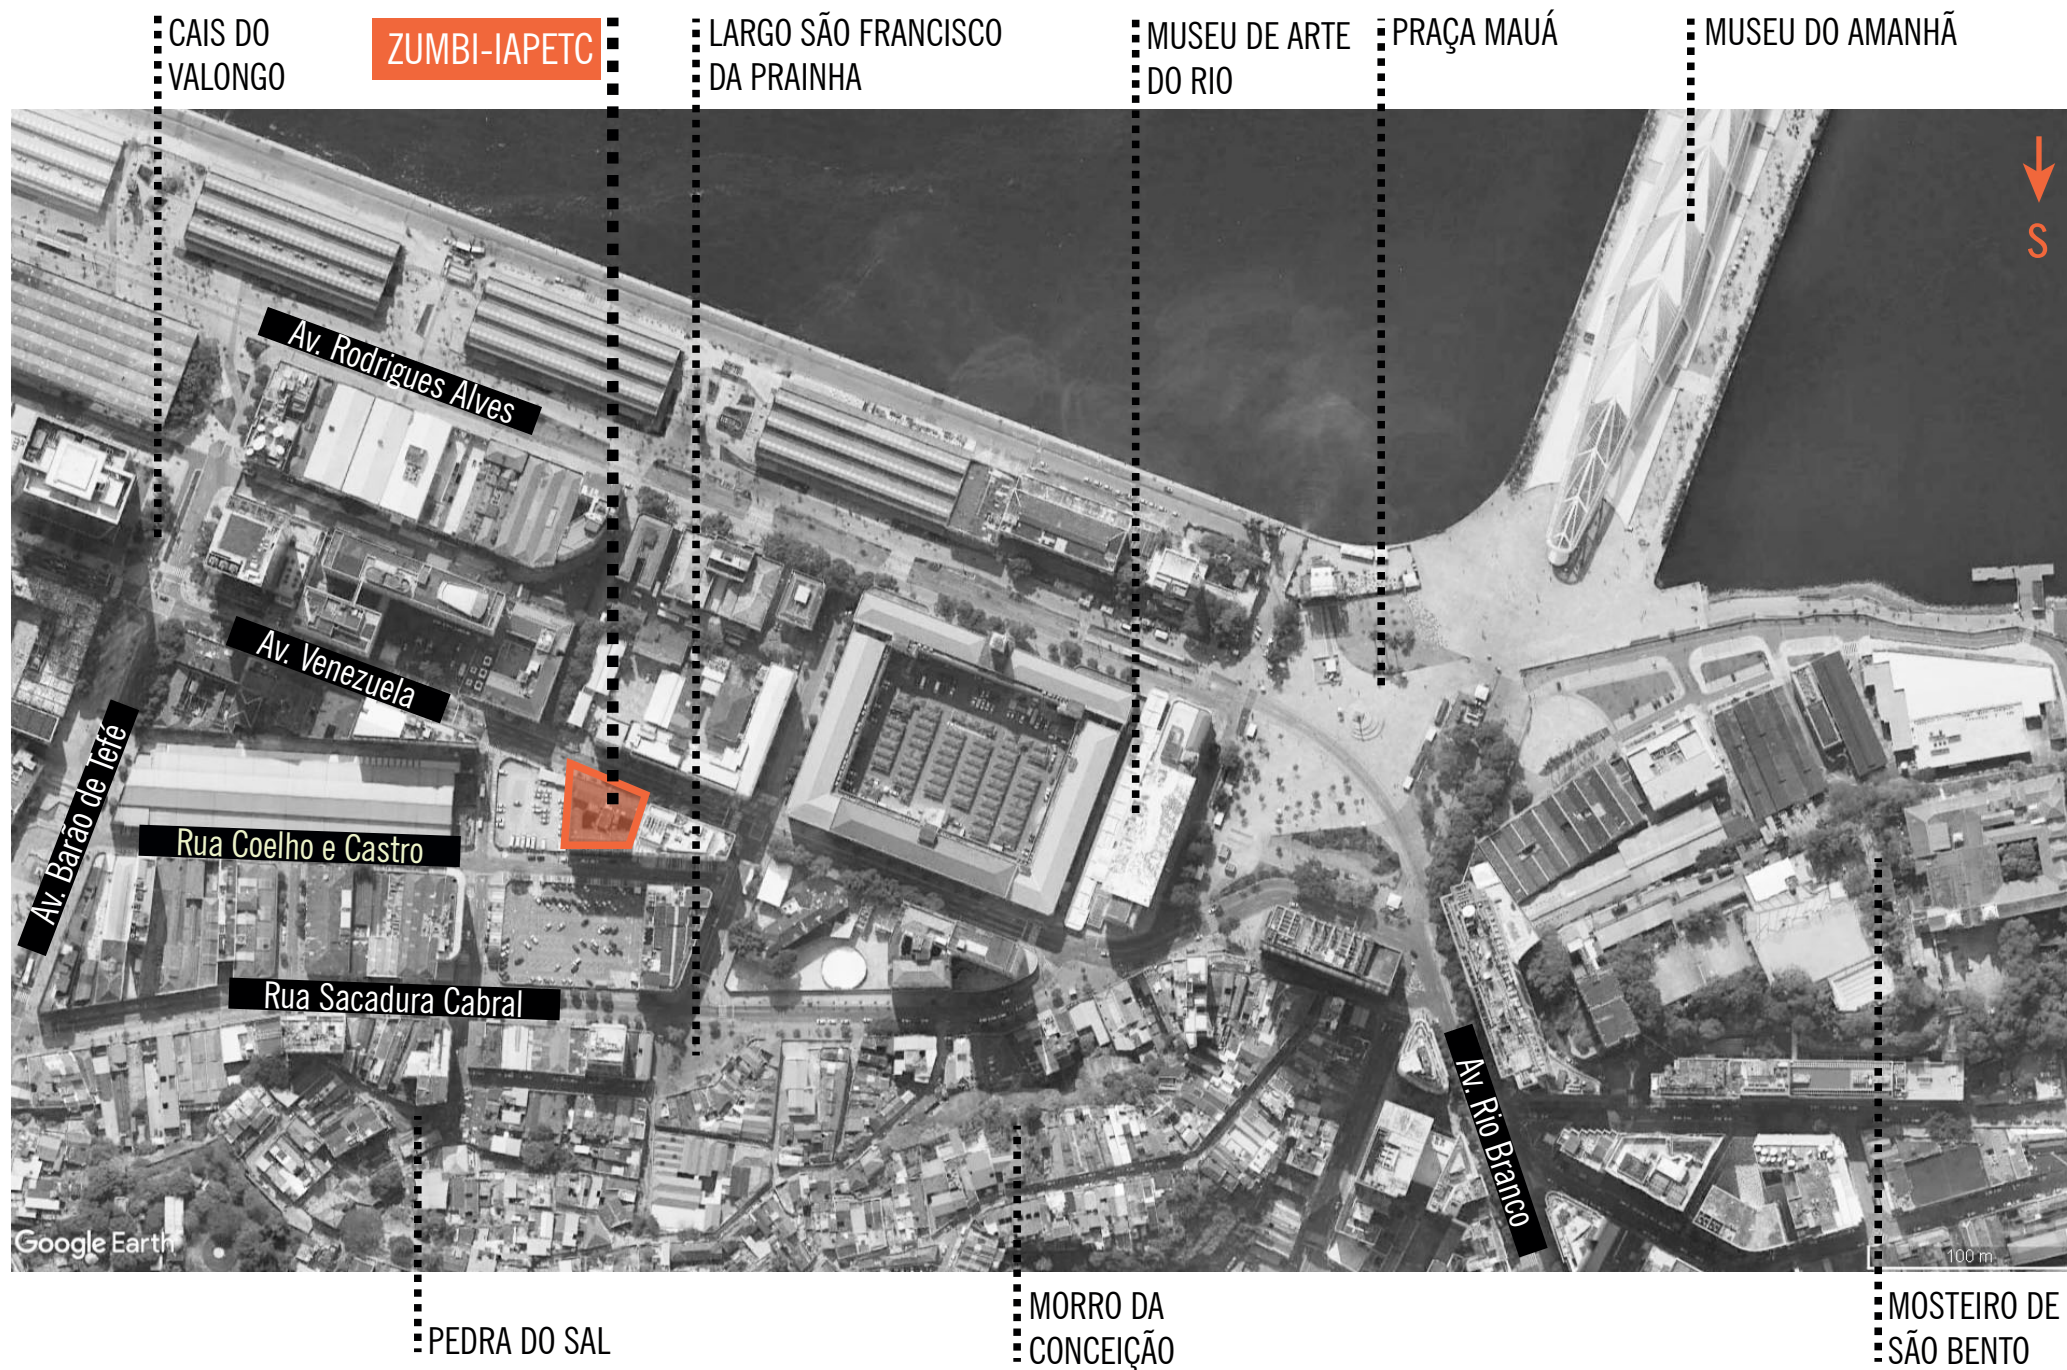 CAIS DO
VALONGO
ZUMBI-IAPETC
LARGO SÃO FRANCISCO
DA PRAINHA
MUSEU DE ARTE
DO RIO
PRAÇA MAUÁ
MUSEU DO AMANHÃ
S
Av. Rodrigues Alves
Av. Venezuela
Av. Barão de Tefé
Rua Coelho e Castro
Rua Sacadura Cabral
Av. Rio Branco
Google Earth
100 m
PEDRA DO SAL
MORRO DA
CONCEIÇÃO
MOSTEIRO DE
SÃO BENTO